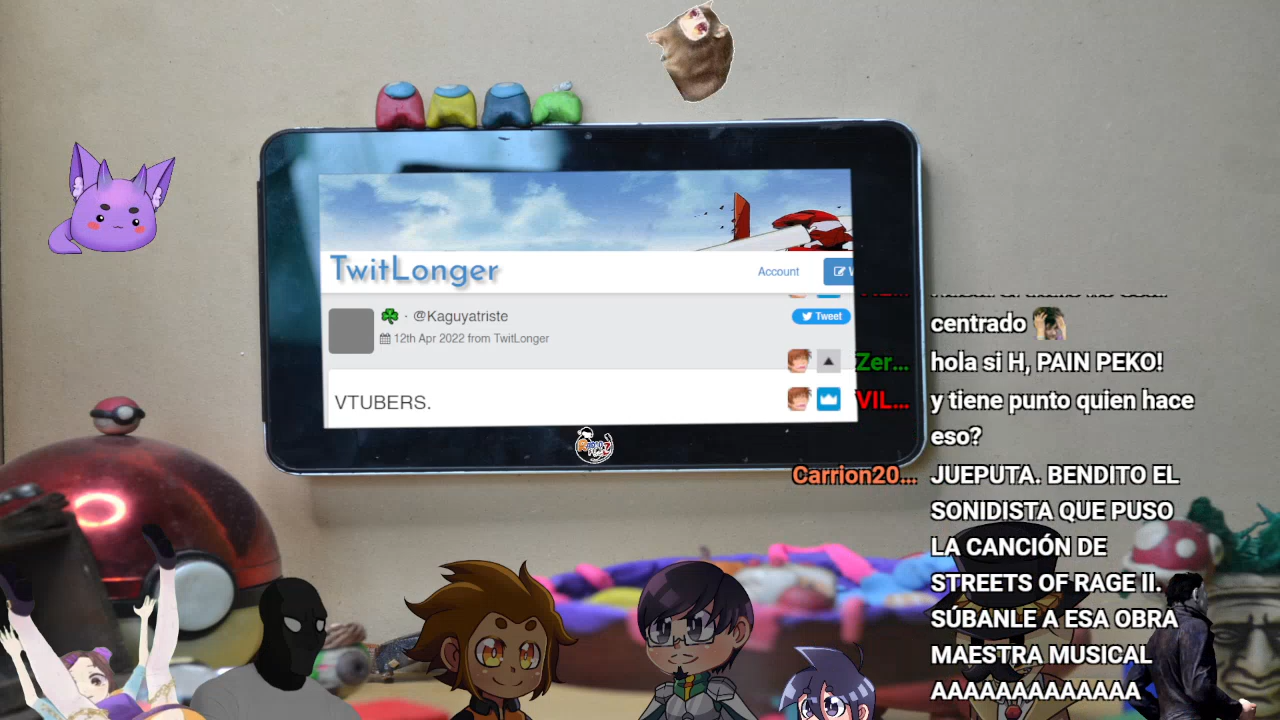 TwitLonger
Account
· @Kaguyatriste
12th Apr 2022 from TwitLonger
Tweet
VTUBERS.
centrado
Zer... hola si H, PAIN PEKO!
VIL... y tiene punto quien hace
eso?
Carrion20... JUEPUTA. BENDITO EL
SONIDISTA QUE PUSO
LA CANCIÓN DE
STREETS OF RAGE II.
SÚBANLE A ESA OBRA
MAESTRA MUSICAL
AAAAAAAAAAAAA